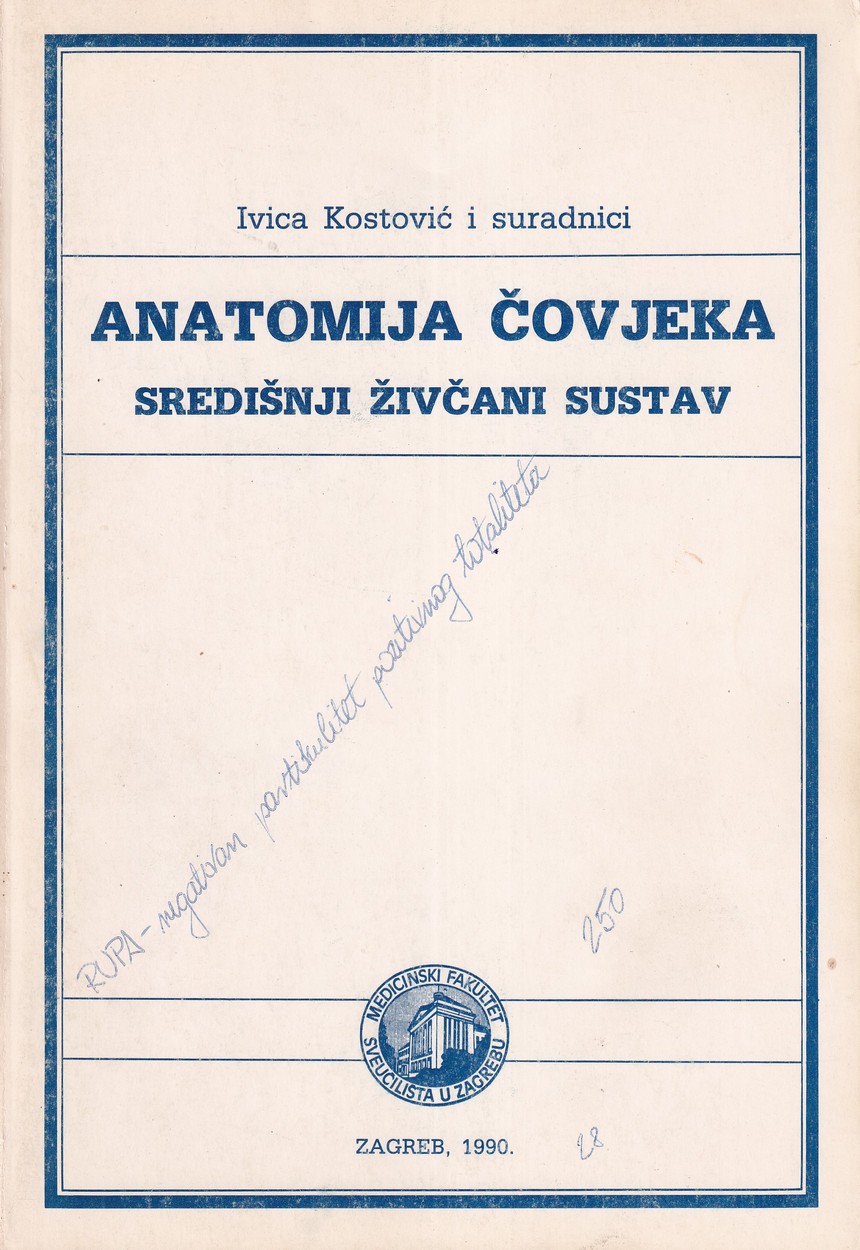 Ivica Kostović i suradnici
ANATOMIJA ČOVJEKA
SREDIŠNJI ŽIVČANI SUSTAV
RUPA - negativan partikulitet pozitivnog totaliteta
250
MEDICINSKI FAKULTET
SVEUČILIŠTA U ZAGREBU
ZAGREB, 1990.
28